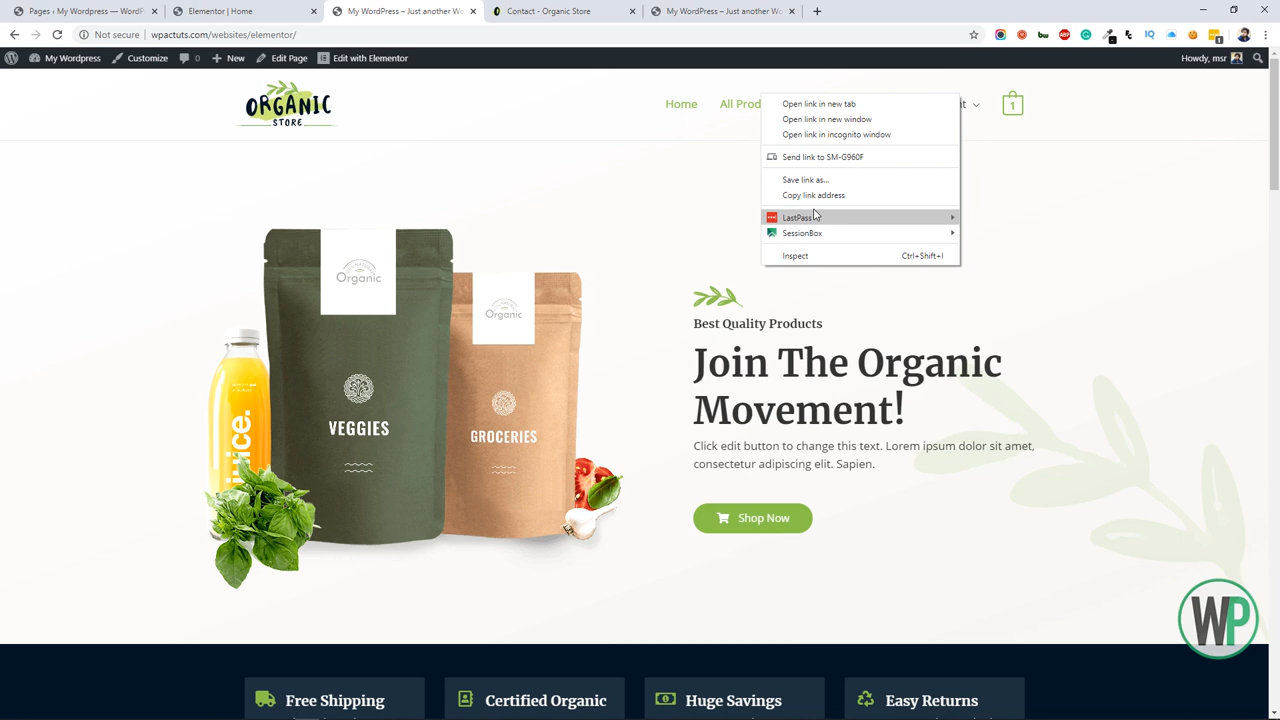 Pages ‹ My WordPress — WordP
Elementor | Home
My WordPress – Just another Wo
Contact - Organic Store
My WordPress – Just another Wo
Not secure | wpactuts.com/websites/elementor/
My Wordpress
Customize
0
New
Edit Page
Edit with Elementor
Howdy, msr
ORGANIC
STORE
Home
All Prod
it
1
Open link in new tab
Open link in new window
Open link in incognito window
Send link to SM-G960F
Save link as...
Copy link address
LastPass
SessionBox
Inspect
Ctrl+Shift+I
Organic
Organic
VEGGIES
GROCERIES
juice.
Best Quality Products
Join The Organic
Movement!
Click edit button to change this text. Lorem ipsum dolor sit amet,
consectetur adipiscing elit. Sapien.
Shop Now
WP
Free Shipping
Certified Organic
Huge Savings
Easy Returns